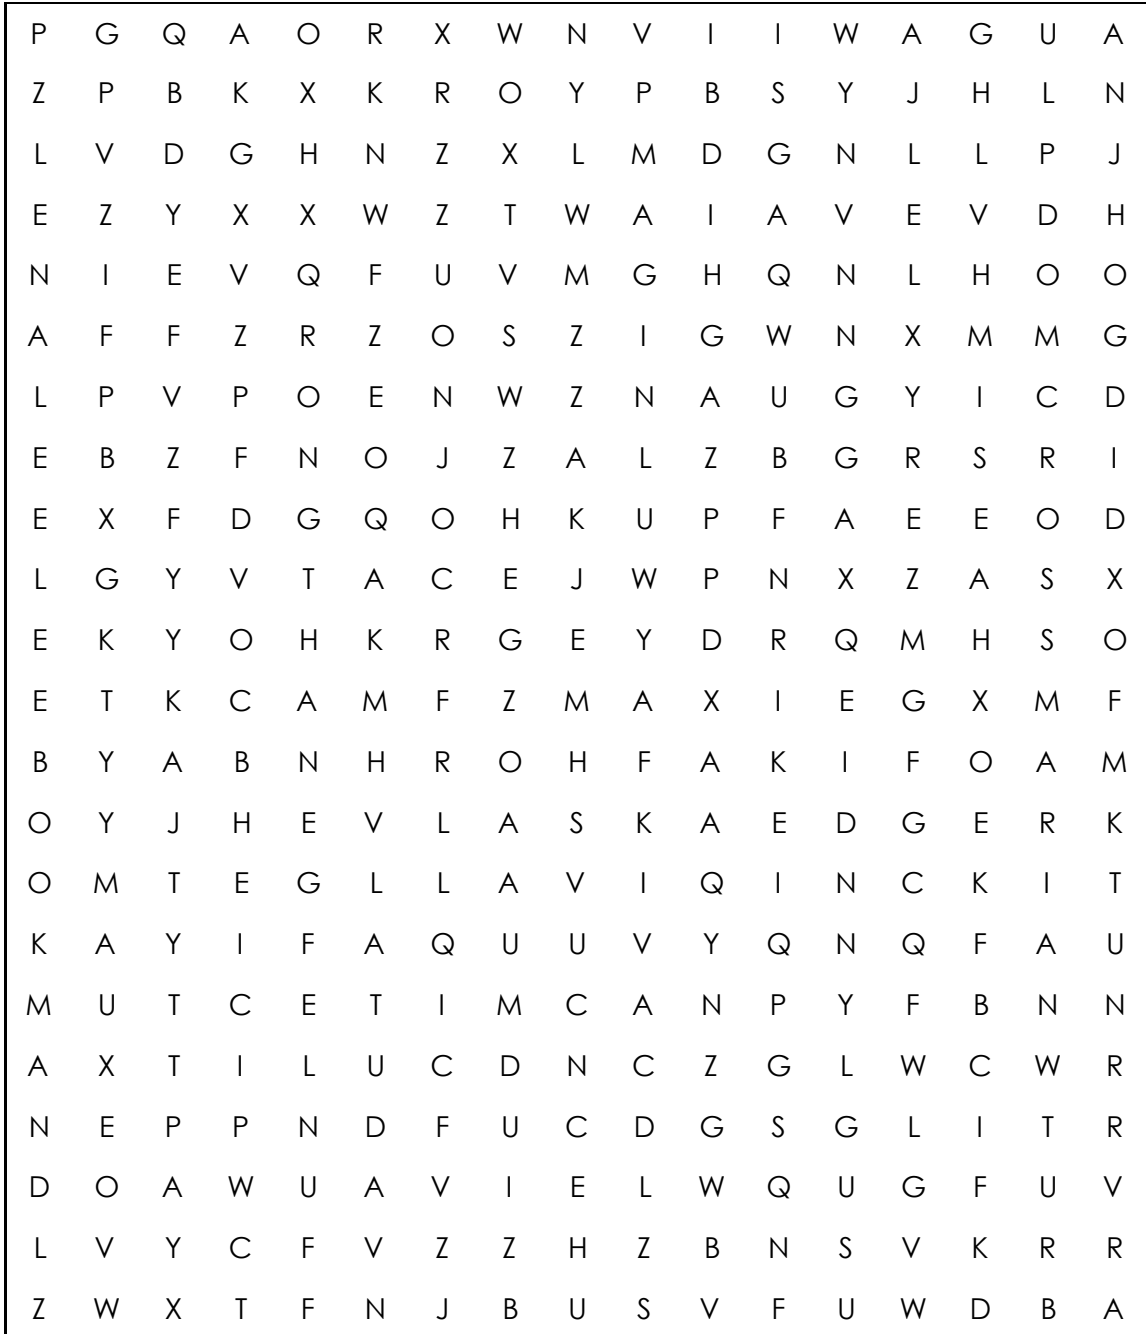 P G Q A O R X W N V I I W A G U A
Z P B K X K R O Y P B S Y J H L N
L V D G H N Z X L M D G N L L P J
E Z Y X X W Z T W A I A V E V D H
N I E V Q F U V M G H Q N L H O O
A F F Z R Z O S Z I G W N X M M G
L P V P O E N W Z N A U G Y I C D
E B Z F N O J Z A L Z B G R S R I
E X F D G Q O H K U P F A E E O D
L G Y V T A C E J W P N X Z A S X
E K Y O H K R G E Y D R Q M H S O
E T K C A M F Z M A X I E G X M F
B Y A B N H R O H F A K I F O A M
O Y J H E V L A S K A E D G E R K
O M T E G L L A V I Q I N C K I T
K A Y I F A Q U U V Y Q N Q F A U
M U T C E T I M C A N P Y F B N N
A X T I L U C D N C Z G L W C W R
N E P P N D F U C D G S G L I T R
D O A W U A V I E L W Q U G F U V
L V Y C F V Z Z H Z B N S V K R R
Z W X T F N J B U S V F U W D B A